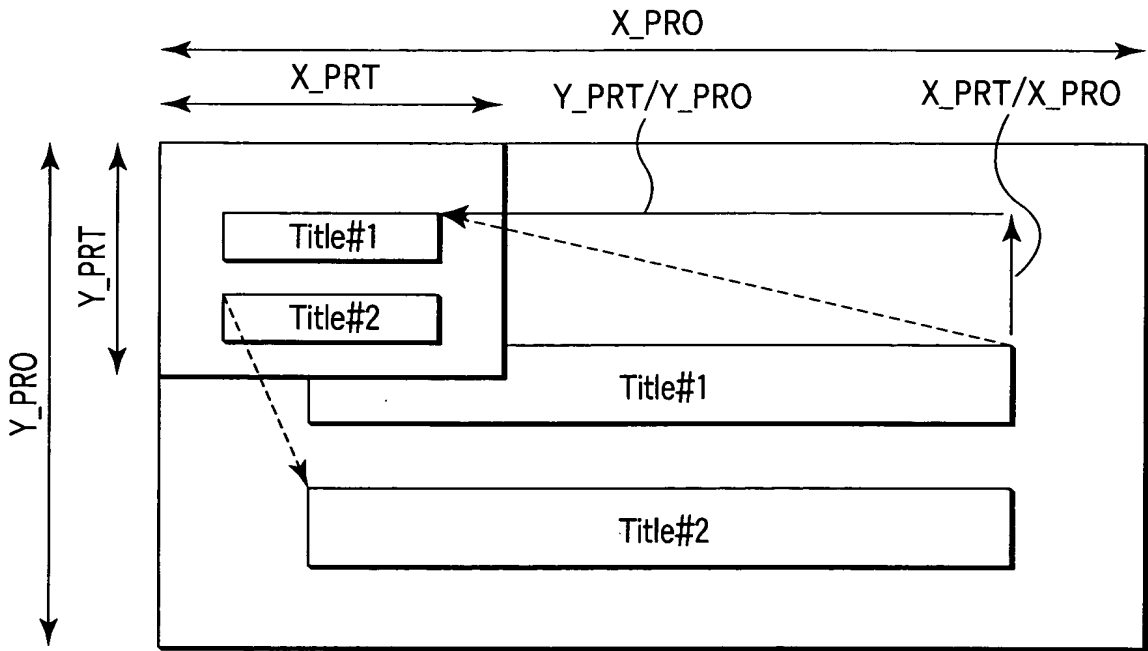 X_PRO
X_PRT
Y_PRT/Y_PRO
X_PRT/X_PRO
Title#1
Y_PRT
Title#2
Y_PRO
Title#1
Title#2